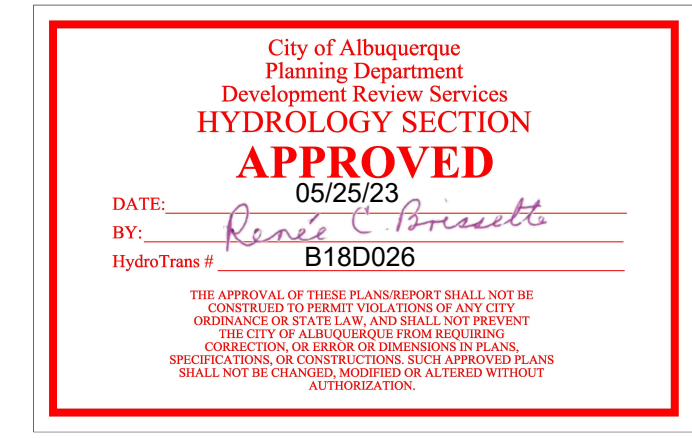 City of Albuquerque
Planning Department
Development Review Services
HYDROLOGY SECTION
APPROVED
DATE: 05/25/23
BY: Renée C. Brissette
HydroTrans # B18D026
THE APPROVAL OF THESE PLANS/REPORT SHALL NOT BE
CONSTRUED TO PERMIT VIOLATIONS OF ANY CITY
ORDINANCE OR STATE LAW, AND SHALL NOT PREVENT
THE CITY OF ALBUQUERQUE FROM REQUIRING
CORRECTION, OR ERROR OR DIMENSIONS IN PLANS,
SPECIFICATIONS, OR CONSTRUCTIONS. SUCH APPROVED PLANS
SHALL NOT BE CHANGED, MODIFIED OR ALTERED WITHOUT
AUTHORIZATION.